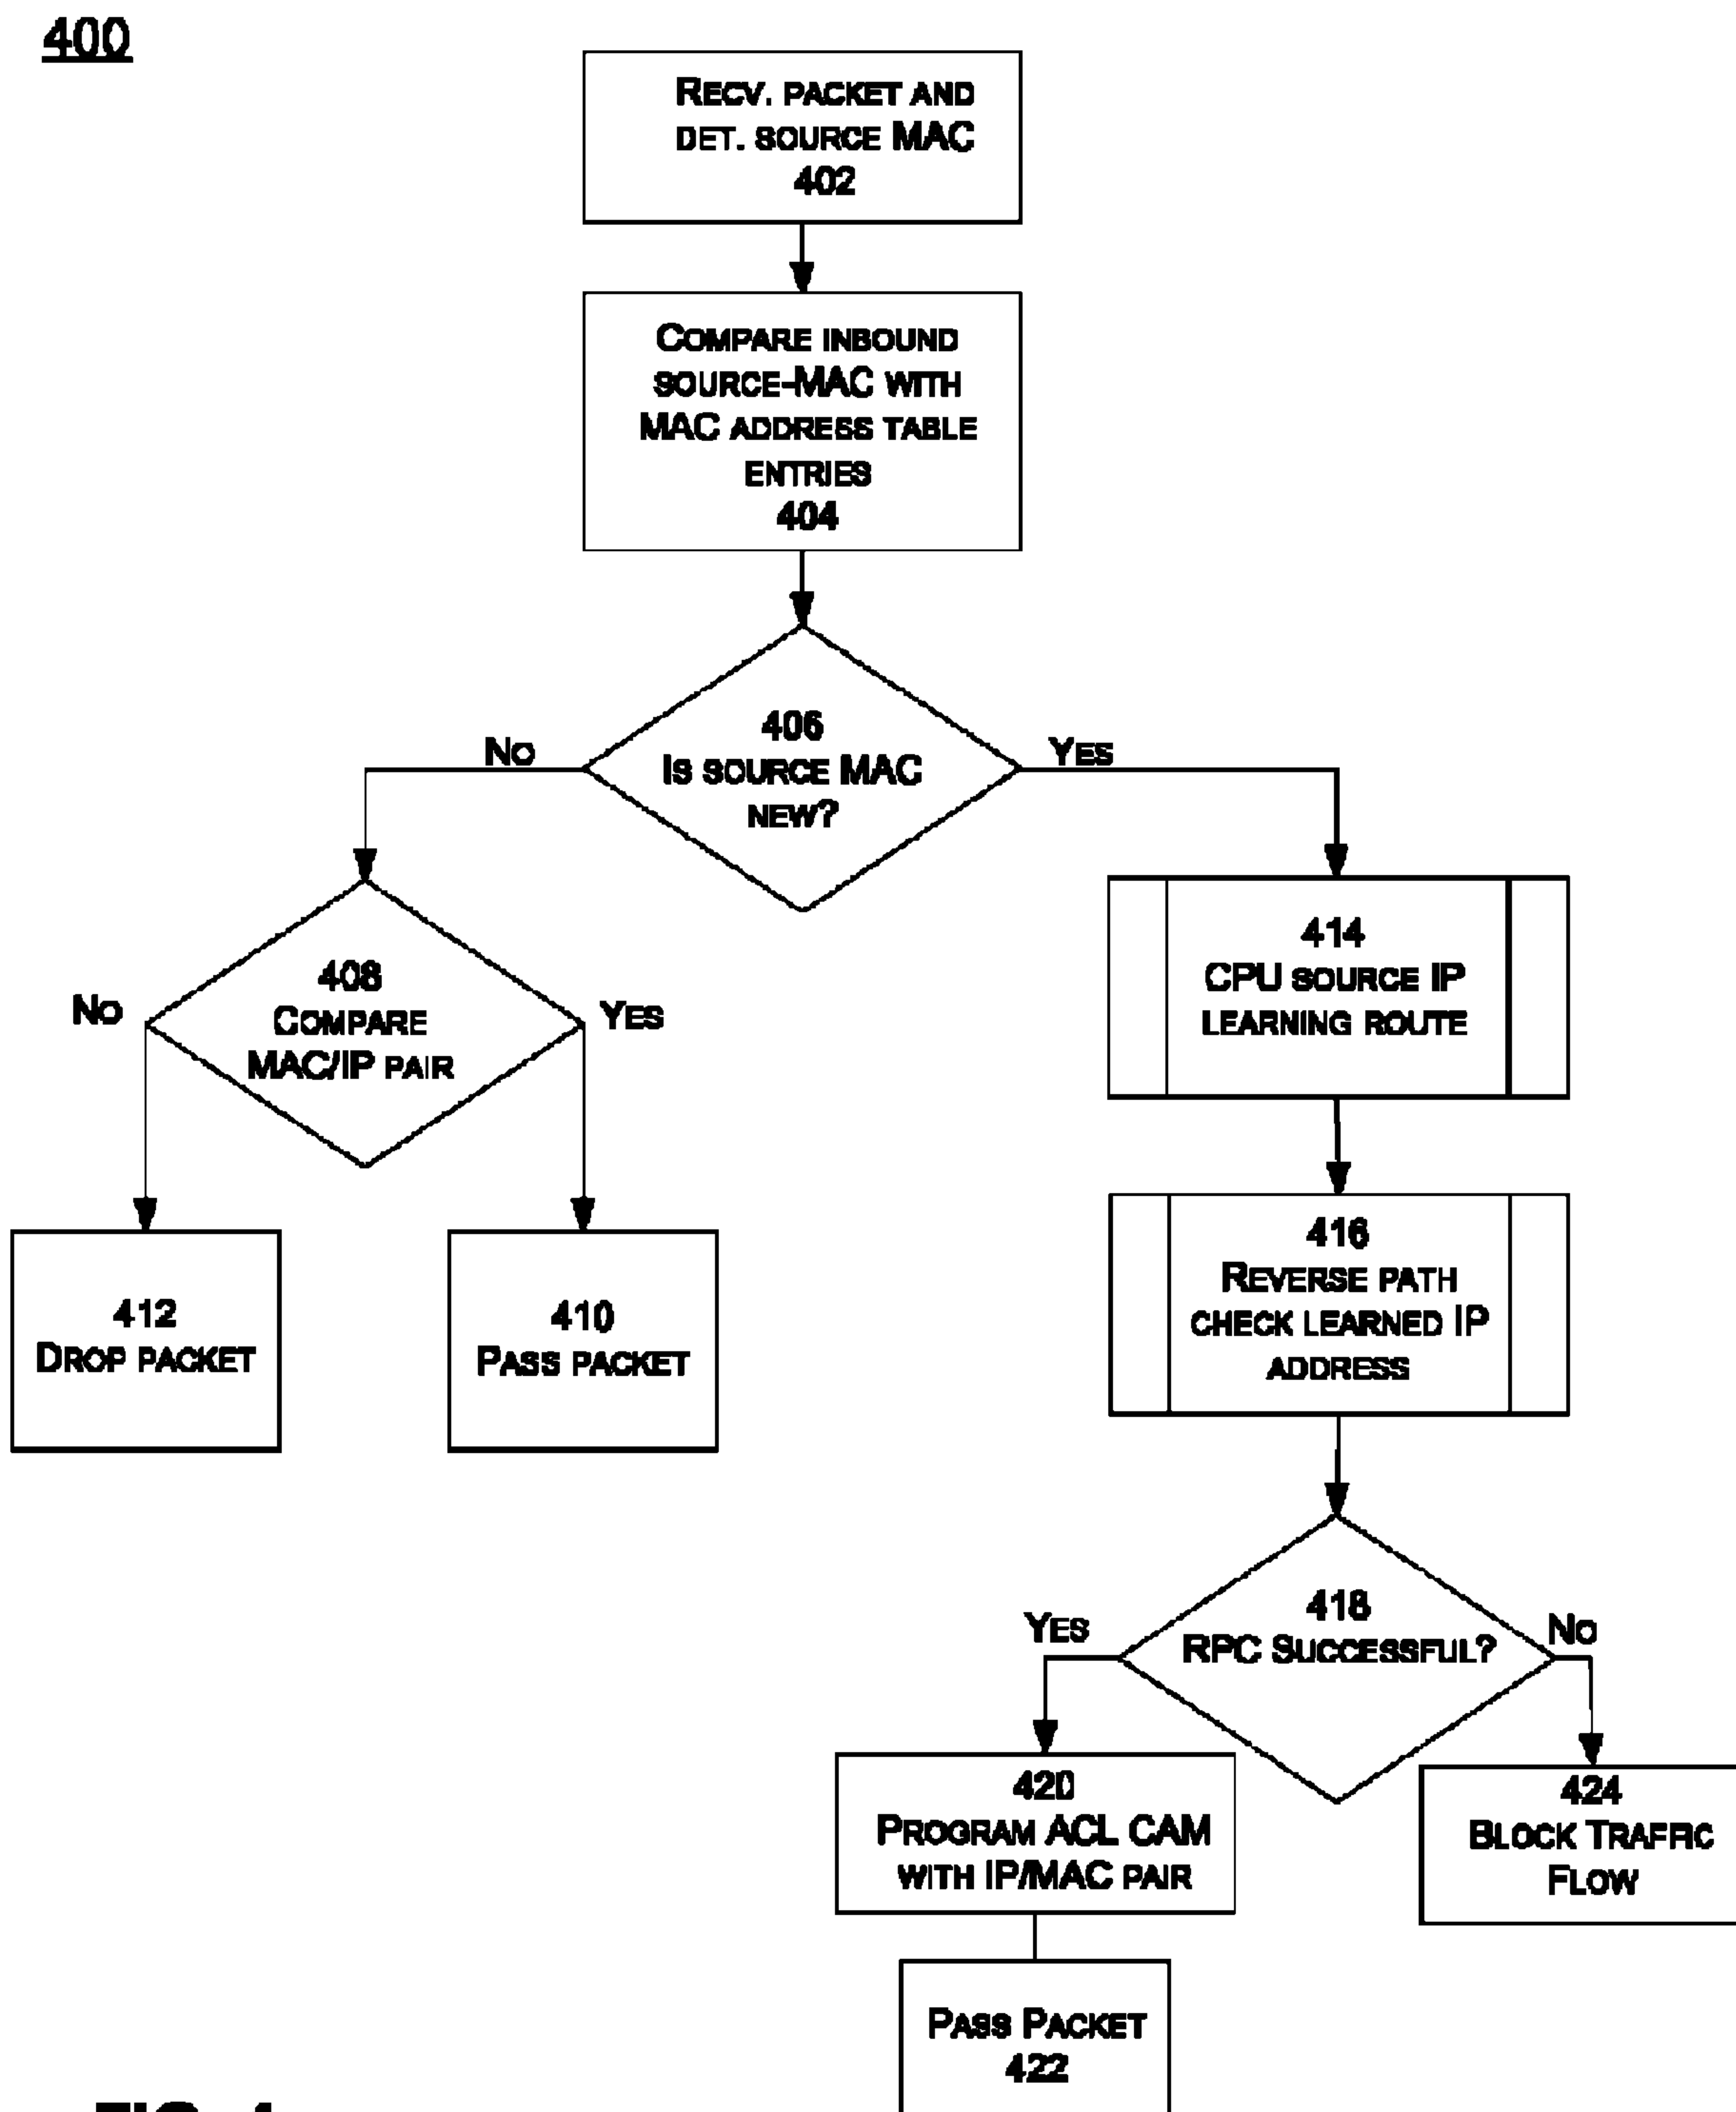 400
RECV. PACKET AND
DET. SOURCE MAC
402
COMPARE INBOUND
SOURCE-MAC WITH
MAC ADDRESS TABLE
ENTRIES
404
406
IS SOURCE MAC
NEW?
NO
YES
408
COMPARE
MAC/IP PAIR
NO
YES
412
DROP PACKET
410
PASS PACKET
414
CPU SOURCE IP
LEARNING ROUTE
416
REVERSE PATH
CHECK LEARNED IP
ADDRESS
418
RPC SUCCESSFUL?
YES
NO
420
PROGRAM ACL CAM
WITH IP/MAC PAIR
424
BLOCK TRAFFIC
FLOW
PASS PACKET
422